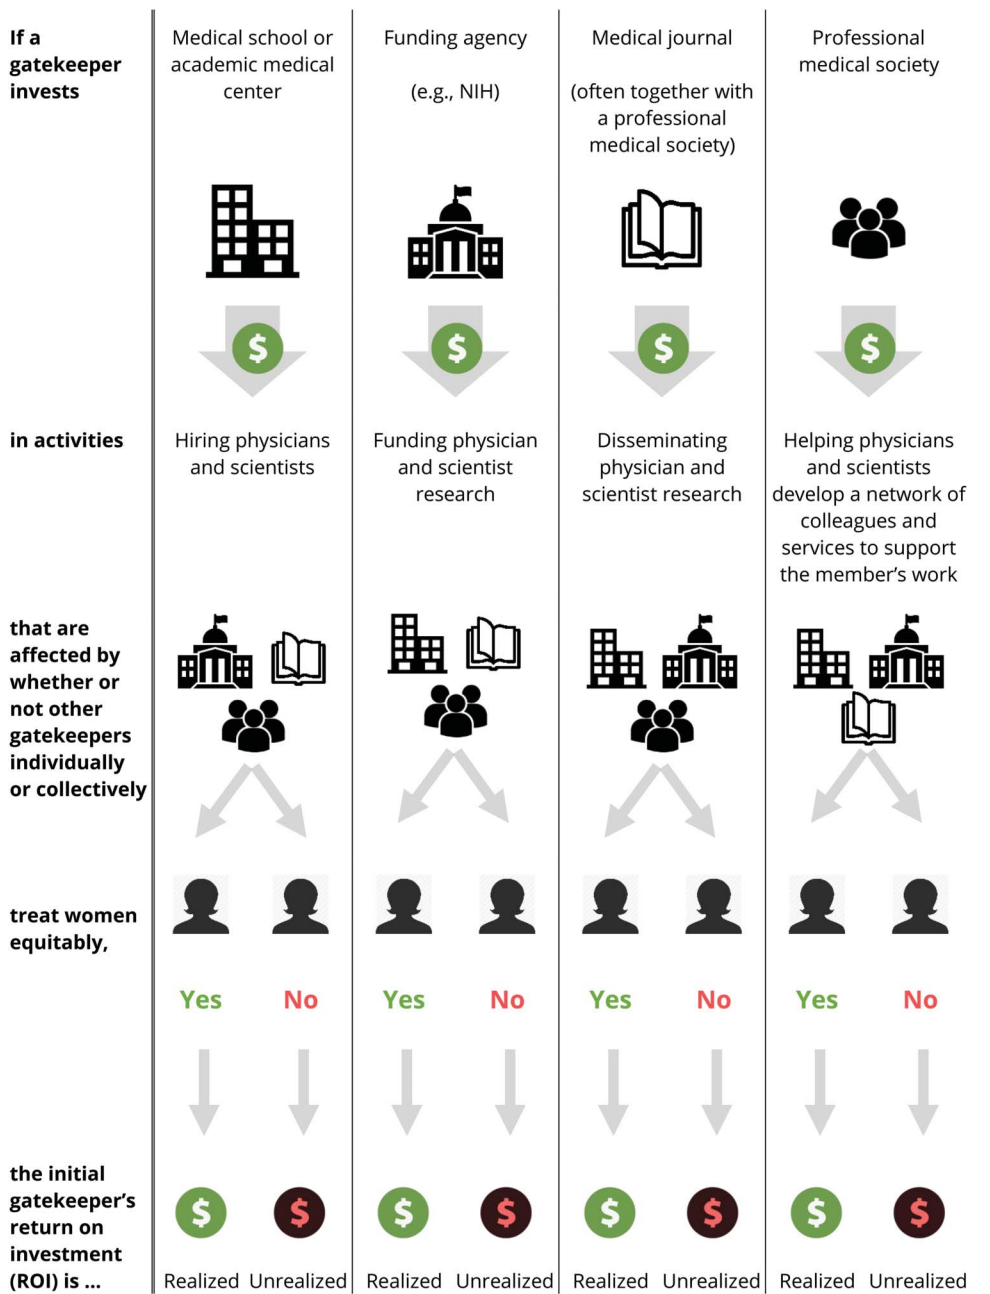 If a
gatekeeper
invests
Medical school or
academic medical
center
Funding agency
(e.g., NIH)
Medical journal
(often together with
a professional
medical society)
Professional
medical society
$
$
$
$
in activities
Hiring physicians
and scientists
Funding physician
and scientist
research
Disseminating
physician and
scientist research
Helping physicians
and scientists
develop a network of
colleagues and
services to support
the member's work
that are
affected by
whether or
not other
gatekeepers
individually
or collectively
treat women
equitably,
Yes No Yes No Yes No Yes No
the initial
gatekeeper's
return on
investment
(ROI) is ...
$ $ $ $ $ $ $ $
Realized Unrealized Realized Unrealized Realized Unrealized Realized Unrealized